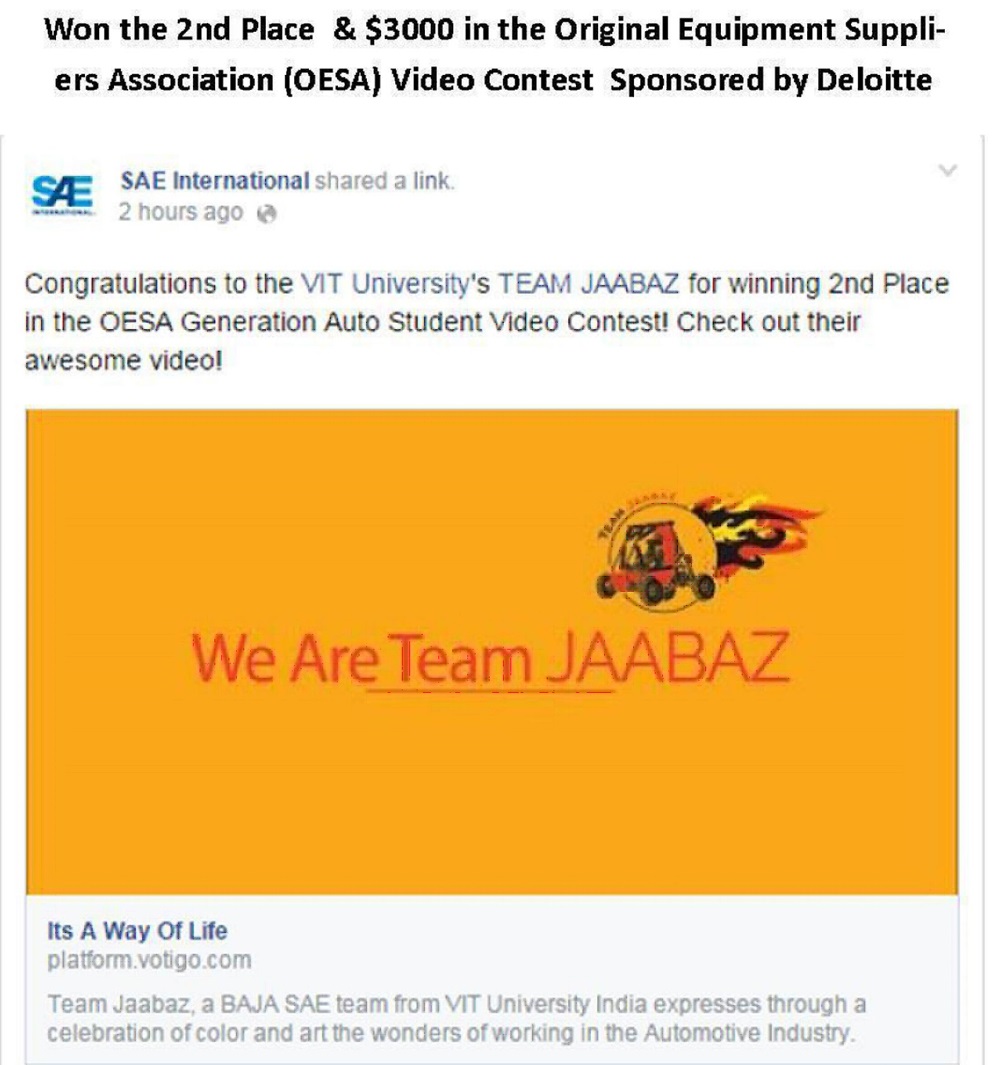 Won the 2nd Place & $3000 in the Original Equipment Suppli-
ers Association (OESA) Video Contest Sponsored by Deloitte
SAE
INTERNATIONAL
SAE International shared a link.
2 hours ago
Congratulations to the VIT University's TEAM JAABAZ for winning 2nd Place
in the OESA Generation Auto Student Video Contest! Check out their
awesome video!
TEAM JAABAZ
We Are Team JAABAZ
Its A Way Of Life
platform.votigo.com
Team Jaabaz, a BAJA SAE team from VIT University India expresses through a
celebration of color and art the wonders of working in the Automotive Industry.